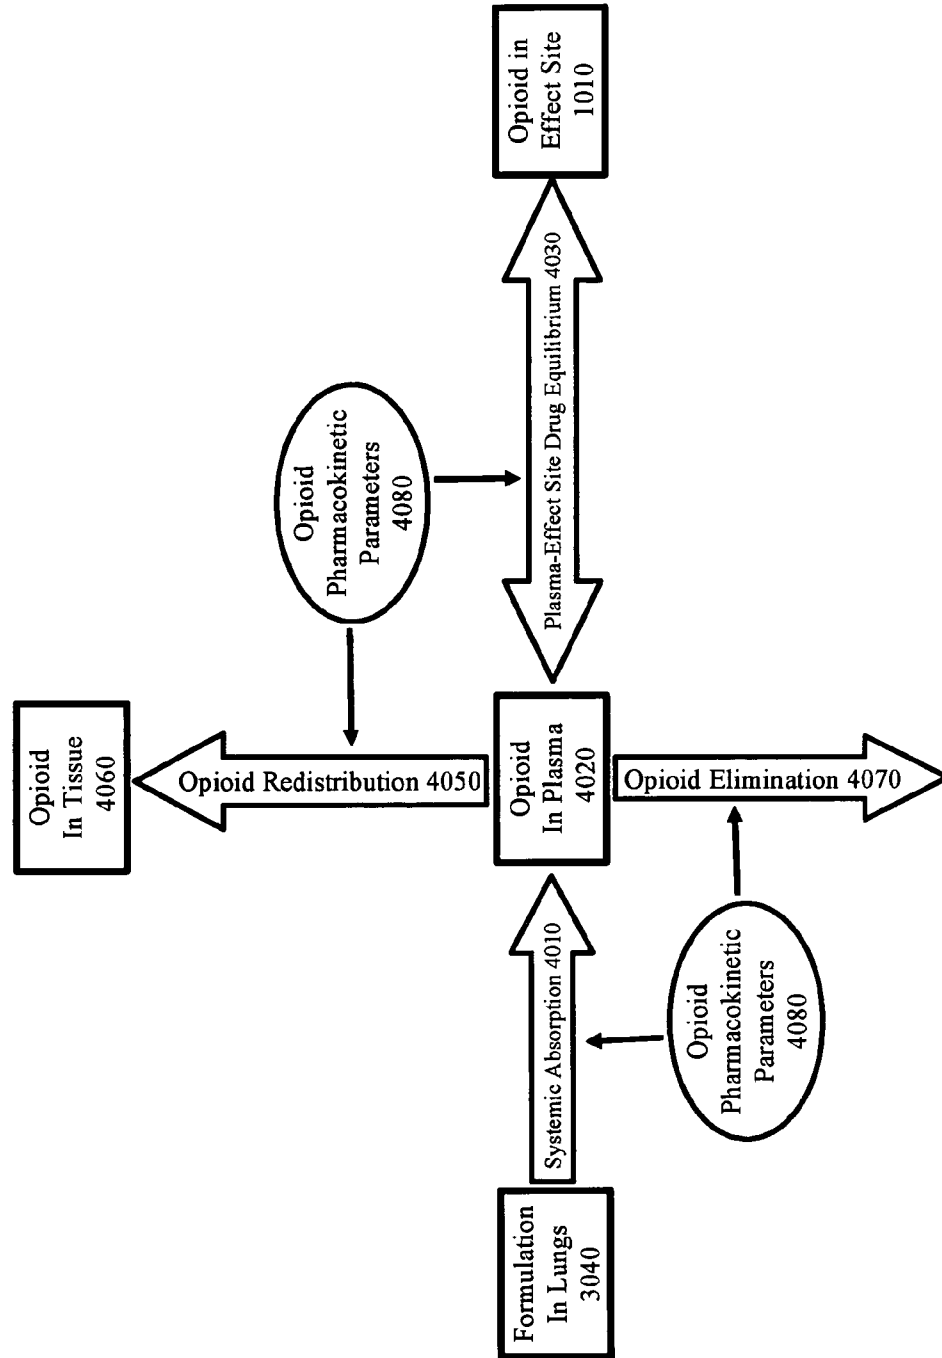 Opioid
In Tissue
4060
Opioid in
Effect Site
1010
Opioid
Pharmacokinetic
Parameters
4080
Opioid Redistribution 4050
Plasma-Effect Site Drug Equilibrium 4030
Opioid
In Plasma
4020
Opioid Elimination 4070
Systemic Absorption 4010
Opioid
Pharmacokinetic
Parameters
4080
Formulation
In Lungs
3040